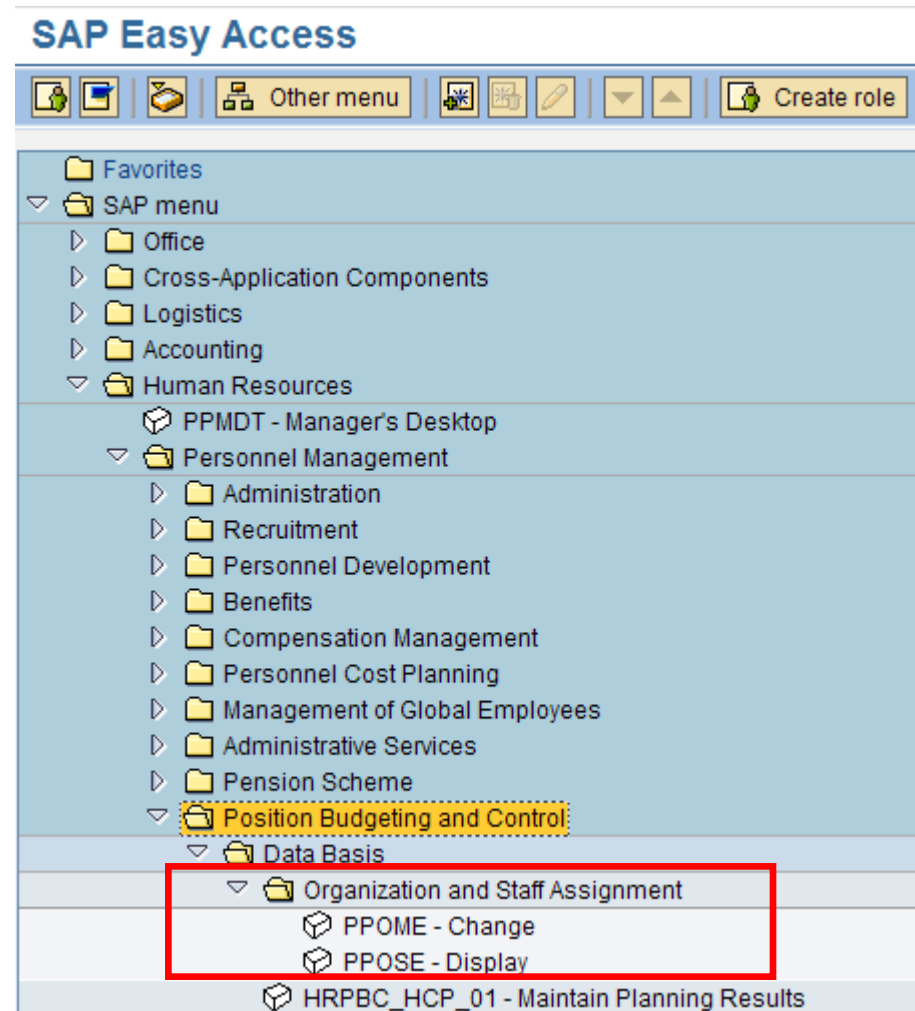 SAP Easy Access
Other menu Create role
Favorites
SAP menu
Office
Cross-Application Components
Logistics
Accounting
Human Resources
PPMDT - Manager's Desktop
Personnel Management
Administration
Recruitment
Personnel Development
Benefits
Compensation Management
Personnel Cost Planning
Management of Global Employees
Administrative Services
Pension Scheme
Position Budgeting and Control
Data Basis
Organization and Staff Assignment
PPOME - Change
PPOSE - Display
HRPBC_HCP_01 - Maintain Planning Results